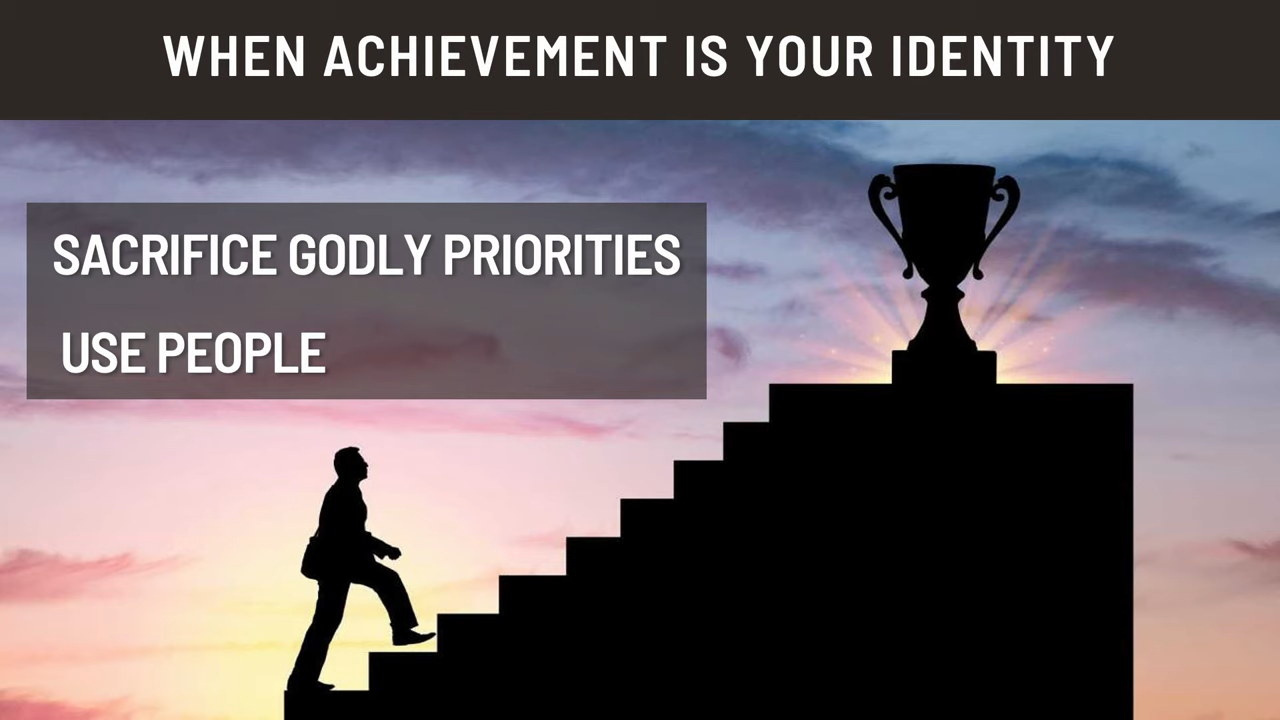 WHEN ACHIEVEMENT IS YOUR IDENTITY
SACRIFICE GODLY PRIORITIES
USE PEOPLE